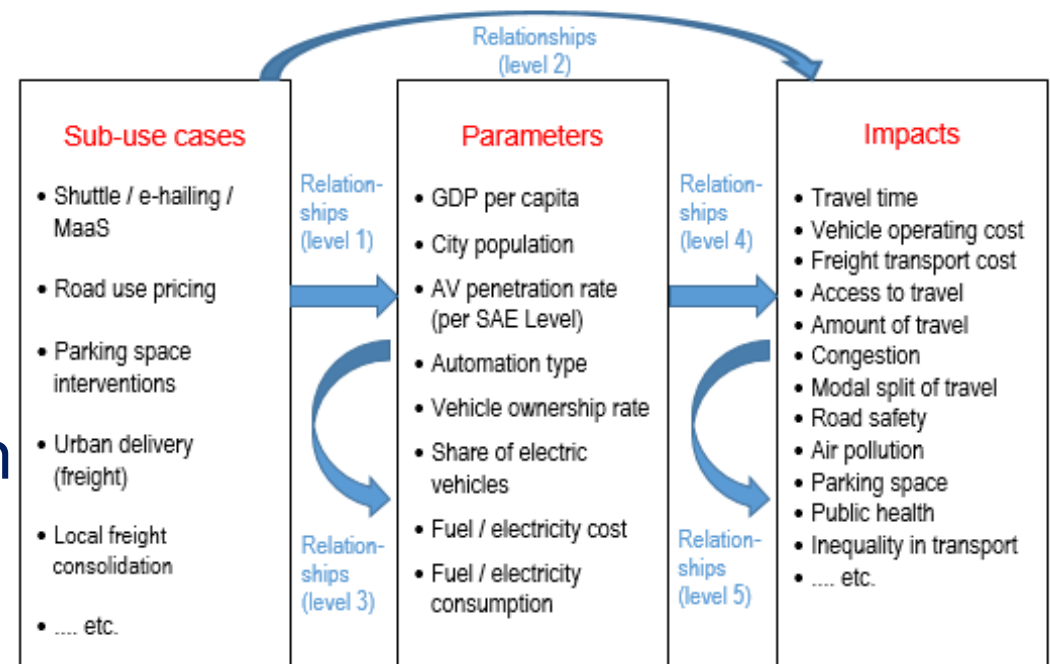 Relationships
(level 2)
Sub-use cases
• Shuttle / e-hailing /
MaaS
• Road use pricing
• Parking space
interventions
• Urban delivery
(freight)
• Local freight
consolidation
• .... etc.
n
Relation-
ships
(level 1)
Relation-
ships
(level 3)
Parameters
• GDP per capita
• City population
• AV penetration rate
(per SAE Level)
• Automation type
• Vehicle ownership rate
• Share of electric
vehicles
• Fuel / electricity cost
• Fuel / electricity
consumption
Relation-
ships
(level 4)
Relation-
ships
(level 5)
Impacts
• Travel time
• Vehicle operating cost
• Freight transport cost
• Access to travel
• Amount of travel
• Congestion
• Modal split of travel
• Road safety
• Air pollution
• Parking space
• Public health
• Inequality in transport
• .... etc.